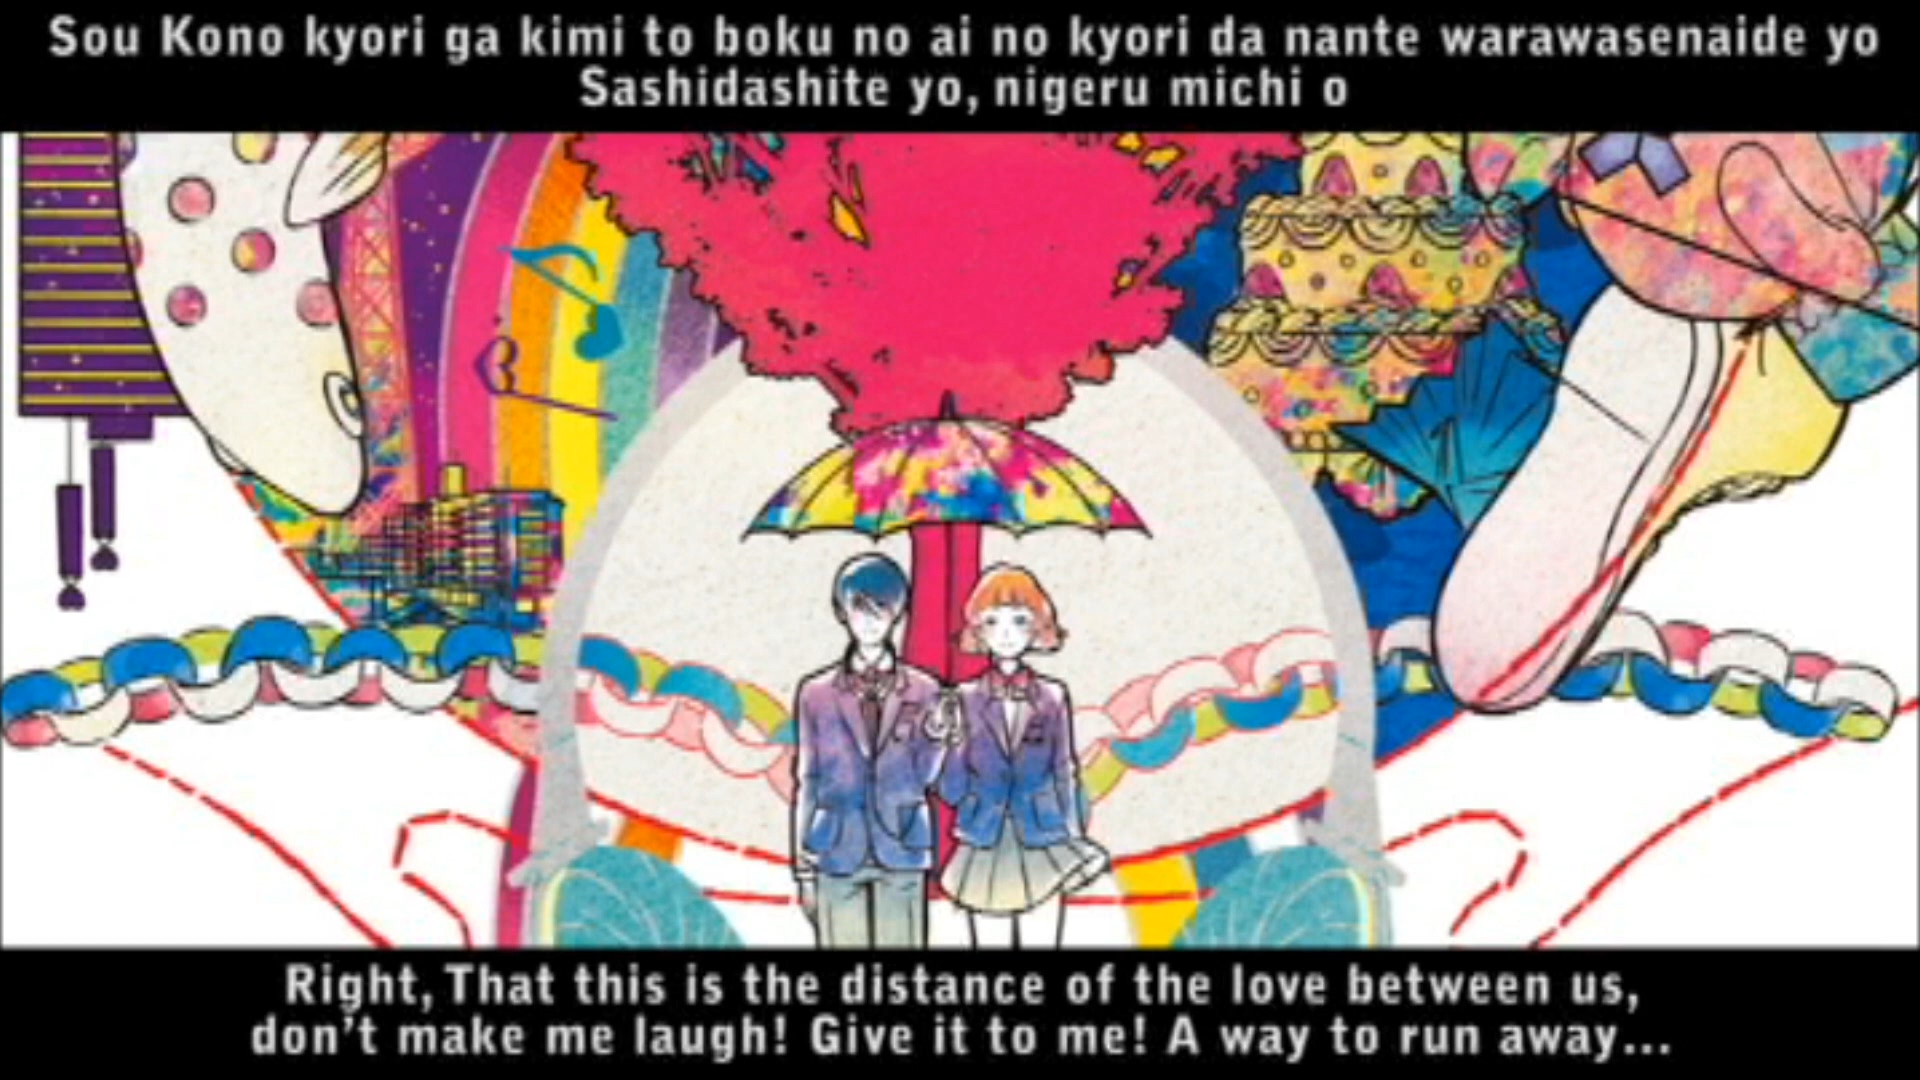 Sou Kono kyori ga kimi to boku no ai no kyori da nante warawasenaide yo
Sashidashite yo, nigeru michi o
Right, That this is the distance of the love between us,
don't make me laugh! Give it to me! A way to run away...